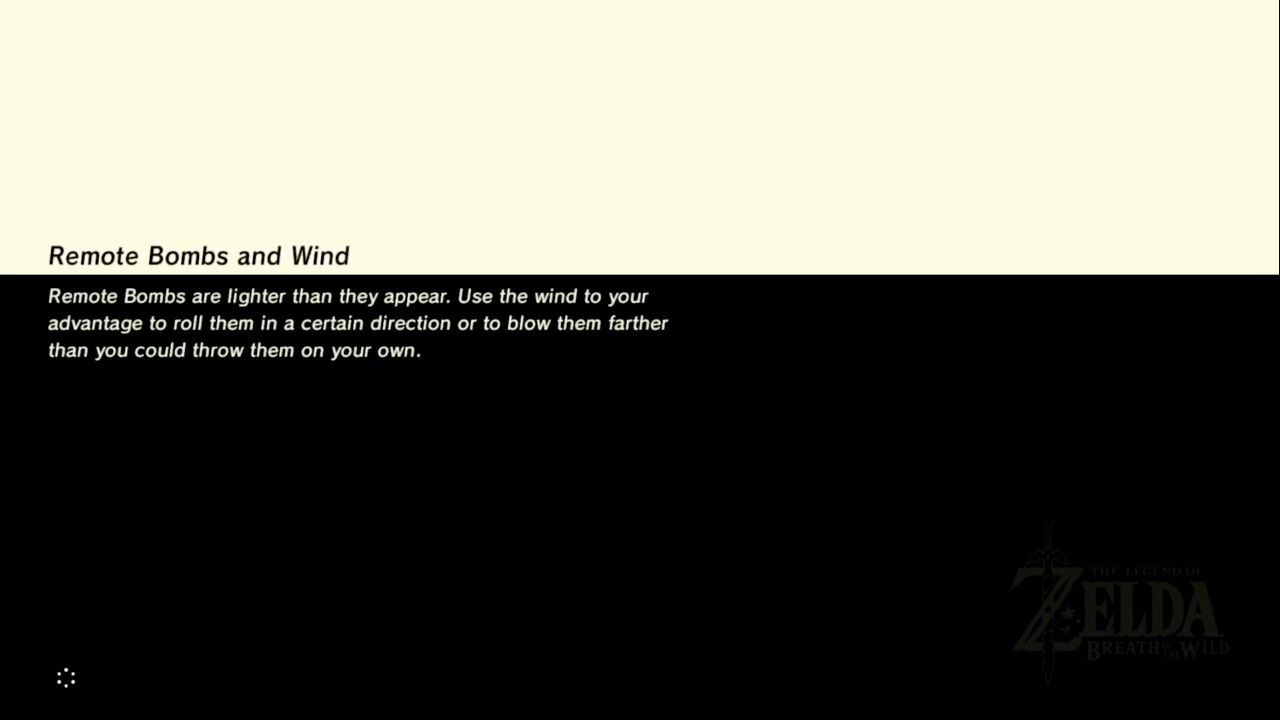 Remote Bombs and Wind
Remote Bombs are lighter than they appear. Use the wind to your
advantage to roll them in a certain direction or to blow them farther
than you could throw them on your own.
THE LEGEND OF
ZELDA
BREATH OF THE WILD